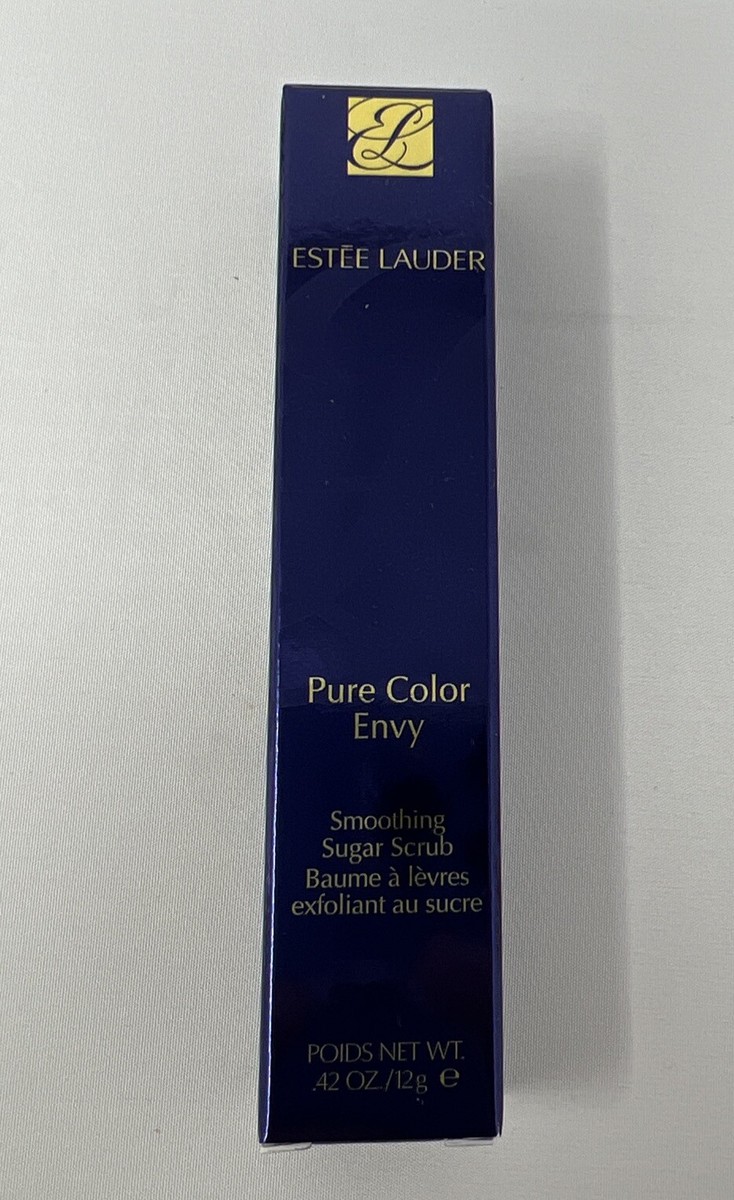 EL
ESTĒE LAUDER
Pure Color
Envy
Smoothing
Sugar Scrub
Baume à lèvres
exfoliant au sucre
POIDS NET WT.
.42 OZ./12g ℮